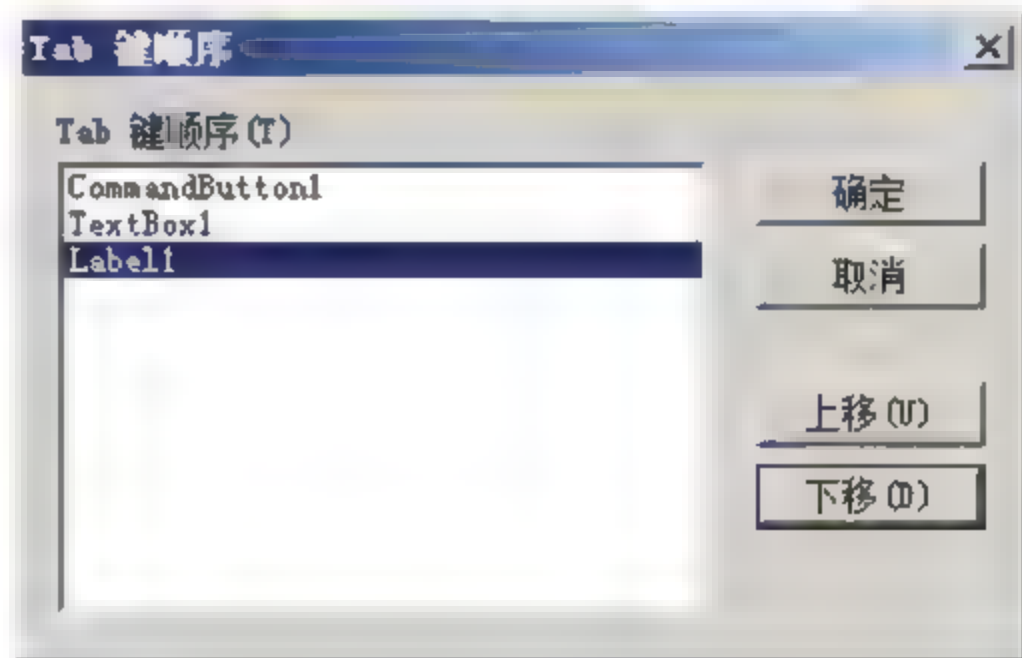 Tab 键顺序
Tab 键顺序(T)
CommandButton1
TextBox1
Label1
确定
取消
上移(U)
下移(D)